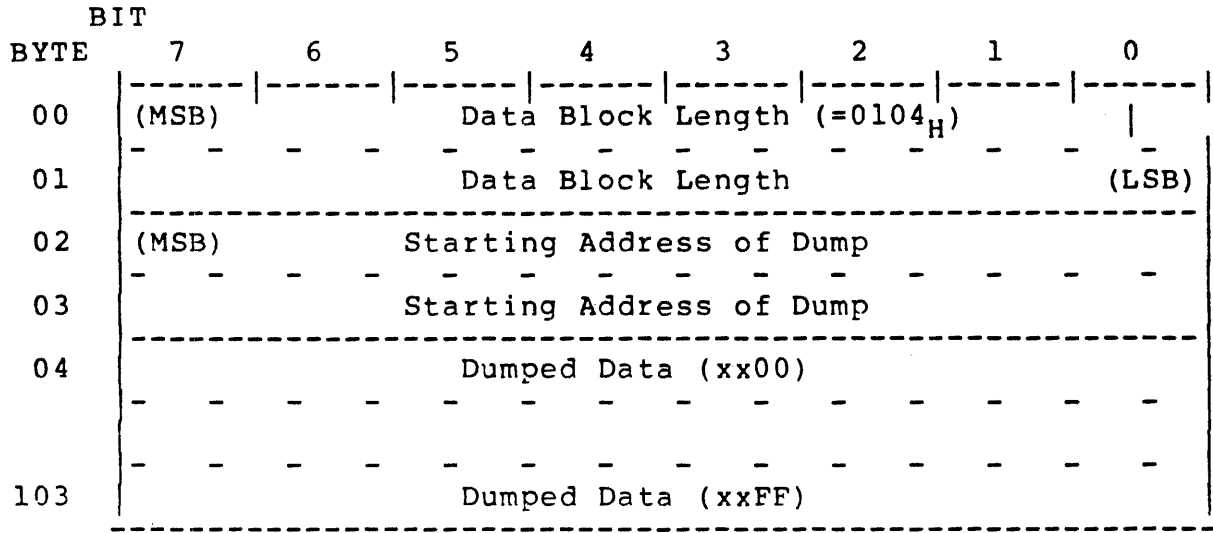 BIT
BYTE 7 6 5 4 3 2 1 0
00 (MSB) Data Block Length (=0104H)
01 Data Block Length (LSB)
02 (MSB) Starting Address of Dump
03 Starting Address of Dump
04 Dumped Data (xx00)
103 Dumped Data (xxFF)